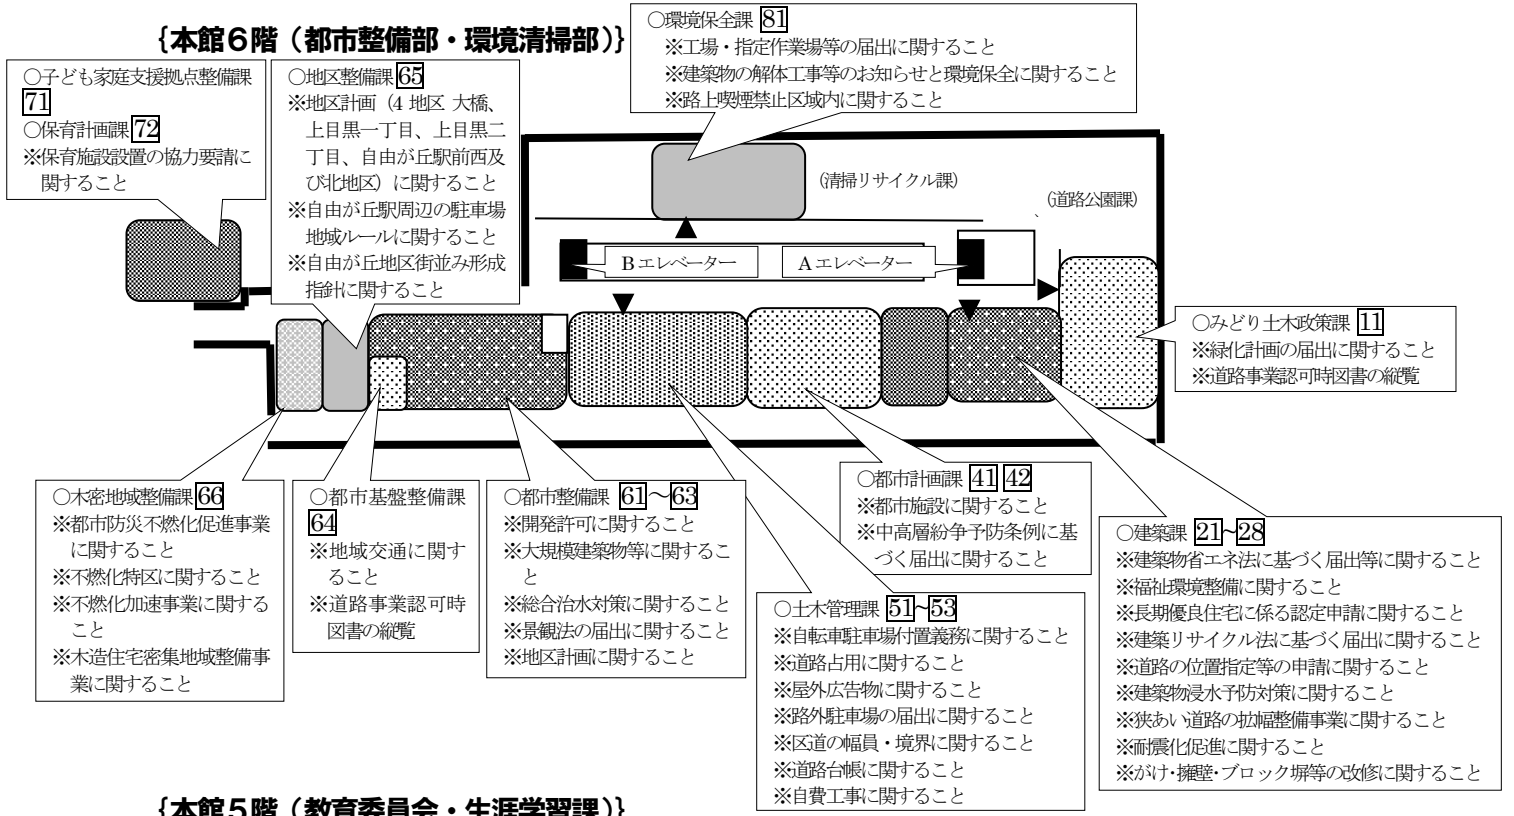 {本館6階（都市整備部・環境清掃部）}
○環境保全課 81
※工場・指定作業場等の届出に関すること
※建築物の解体工事等のお知らせと環境保全に関すること
※路上喫煙禁止区域内に関すること
○子ども家庭支援拠点整備課
71
○保育計画課 72
※保育施設設置の協力要請に
関すること
○地区整備課 65
※地区計画（4 地区 大橋、
上目黒一丁目、上目黒二
丁目、自由が丘駅前西及
び北地区）に関すること
※自由が丘駅周辺の駐車場
地域ルールに関すること
※自由が丘地区街並み形成
指針に関すること
（清掃リサイクル課）
（道路公園課）
、
B エレベーター
A エレベーター
○みどり土木政策課 11
※緑化計画の届出に関すること
※道路事業認可時図書の縦覧
○木密地域整備課 66
※都市防災不燃化促進事業
に関すること
※不燃化特区に関すること
※不燃化加速事業に関する
こと
※木造住宅密集地域整備事
業に関すること
○都市基盤整備課
64
※地域交通に関す
ること
※道路事業認可時
図書の縦覧
○都市整備課 61～63
※開発許可に関すること
※大規模建築物等に関するこ
と
※総合治水対策に関すること
※景観法の届出に関すること
※地区計画に関すること
○都市計画課 41 42
※都市施設に関すること
※中高層紛争予防条例に基
づく届出に関すること
○土木管理課 51~53
※自転車駐車場付置義務に関すること
※道路占用に関すること
※屋外広告物に関すること
※路外駐車場の届出に関すること
※区道の幅員・境界に関すること
※道路台帳に関すること
※自費工事に関すること
○建築課 21~28
※建築物省エネ法に基づく届出等に関すること
※福祉環境整備に関すること
※長期優良住宅に係る認定申請に関すること
※建築リサイクル法に基づく届出に関すること
※道路の位置指定等の申請に関すること
※建築物浸水予防対策に関すること
※狭あい道路の拡幅整備事業に関すること
※耐震化促進に関すること
※がけ・擁壁・ブロック塀等の改修に関すること
{本館5階（教育委員会・生涯学習課）}